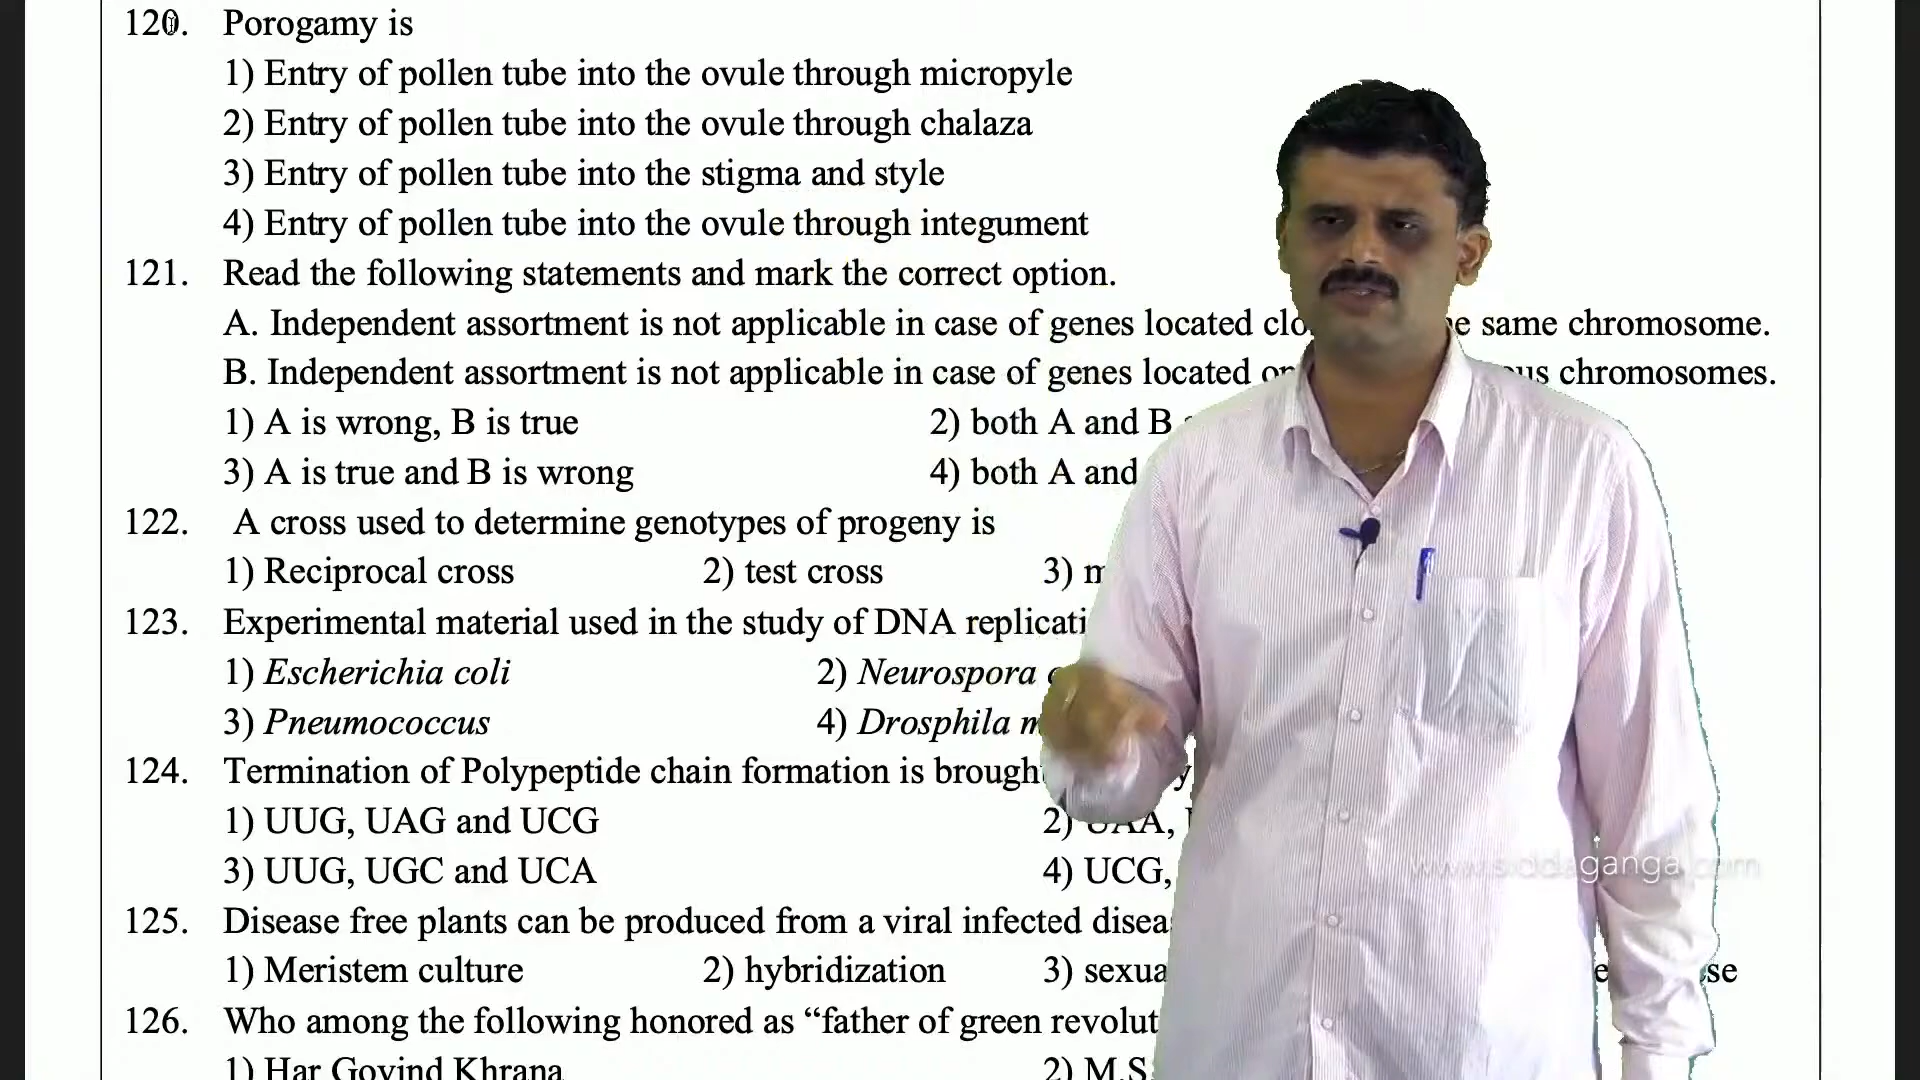 120. Porogamy is
1) Entry of pollen tube into the ovule through micropyle
2) Entry of pollen tube into the ovule through chalaza
3) Entry of pollen tube into the stigma and style
4) Entry of pollen tube into the ovule through integument
121. Read the following statements and mark the correct option.
A. Independent assortment is not applicable in case of genes located same chromosome.
B. Independent assortment is not applicable in case of genes located chromosomes.
1) A is wrong, B is true 2) both A and B
3) A is true and B is wrong 4) both A and
122. A cross used to determine genotypes of progeny is
1) Reciprocal cross 2) test cross 3)
123. Experimental material used in the study of DNA
1) Escherichia coli 2) Neurospora
3) Pneumococcus 4) Drosphila
124. Termination of Polypeptide chain formation is
1) UUG, UAG and UCG 2) UAA,
3) UUG, UGC and UCA 4) UCG,
www.siddaganga.com
125. Disease free plants can be produced from a viral infected
1) Meristem culture 2) hybridization 3)
126. Who among the following honored as “father of green
1) Har Govind Khrana 2) M.S.